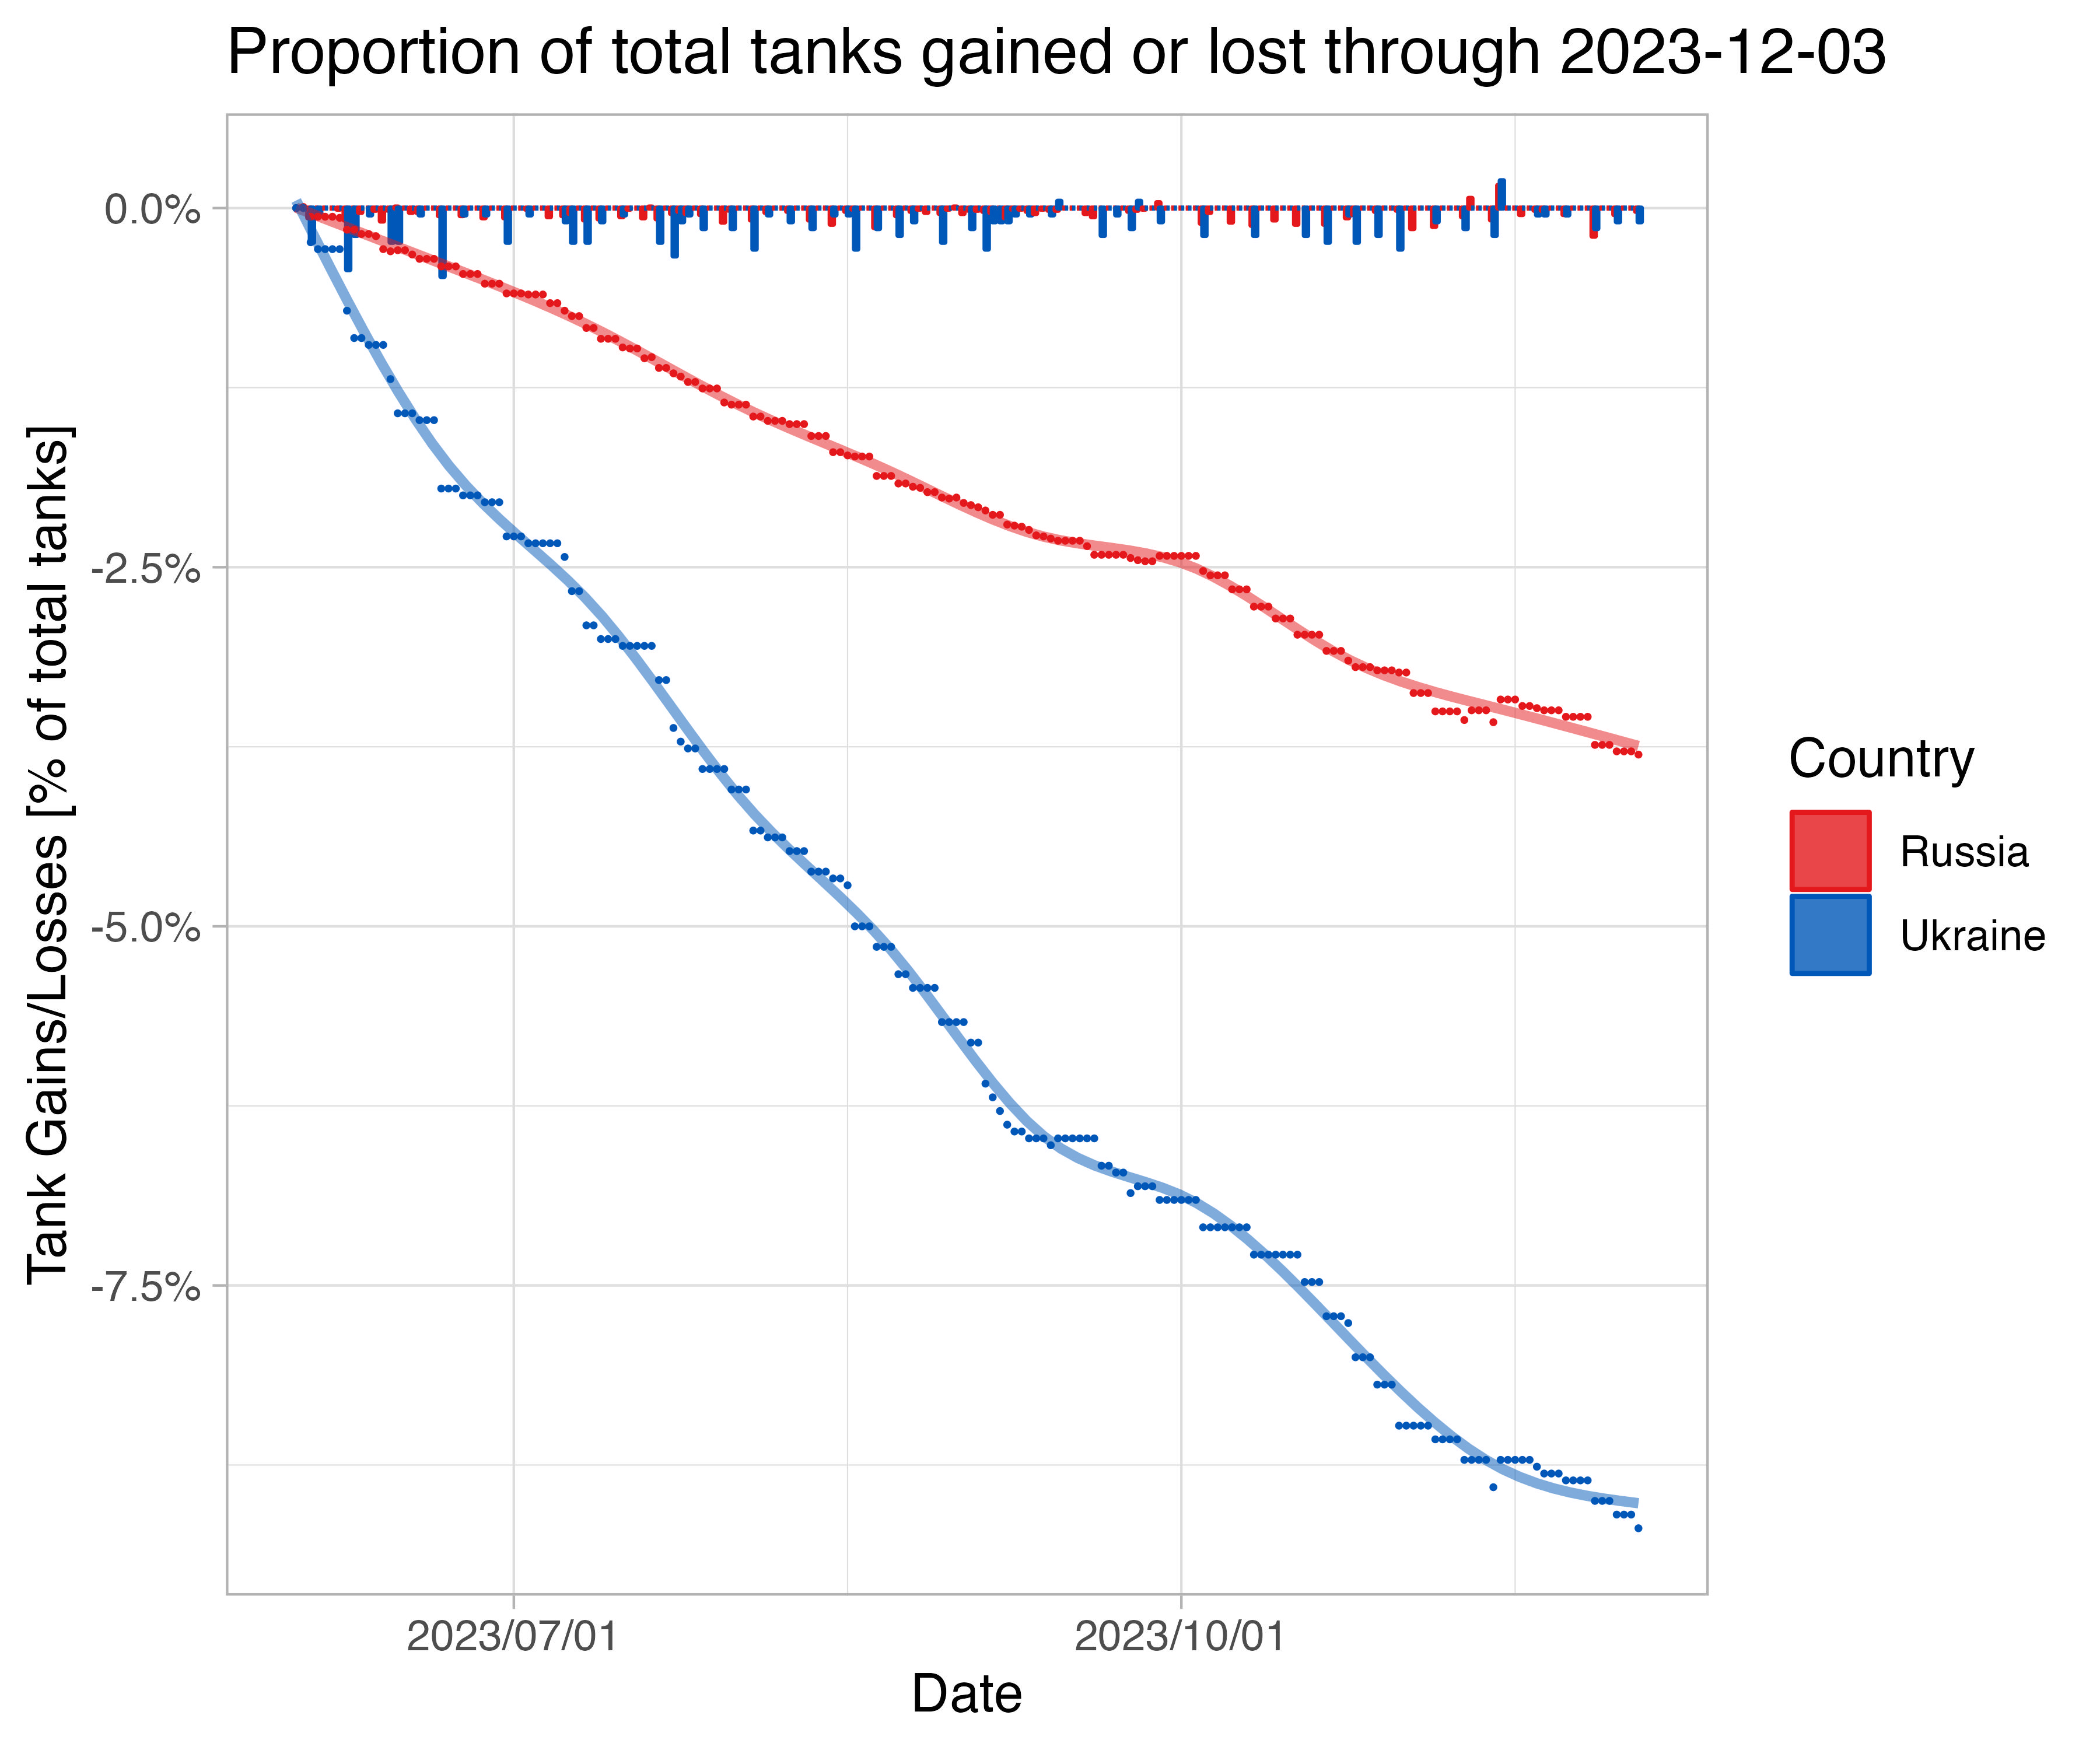 Proportion of total tanks gained or lost through 2023-12-03
Tank Gains/Losses [% of total tanks]
0.0%
-2.5%
-5.0%
-7.5%
2023/07/01
2023/10/01
Date
Country
Russia
Ukraine